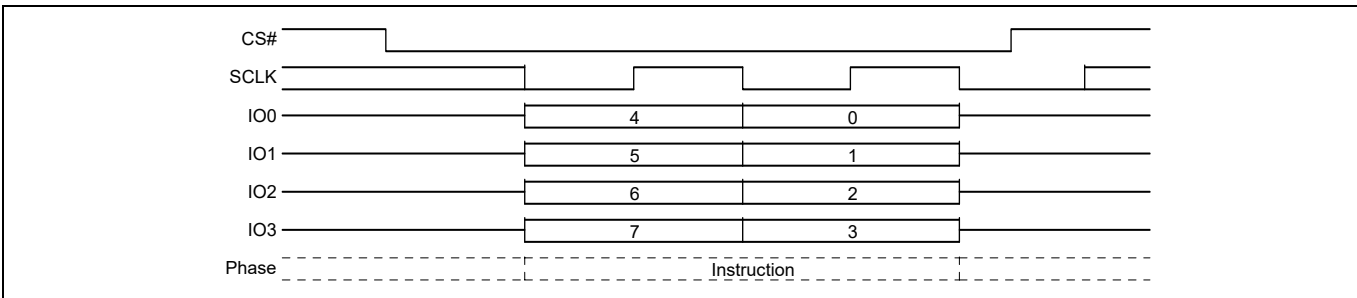 CS#
SCLK
IO0 4 0
IO1 5 1
IO2 6 2
IO3 7 3
Phase Instruction